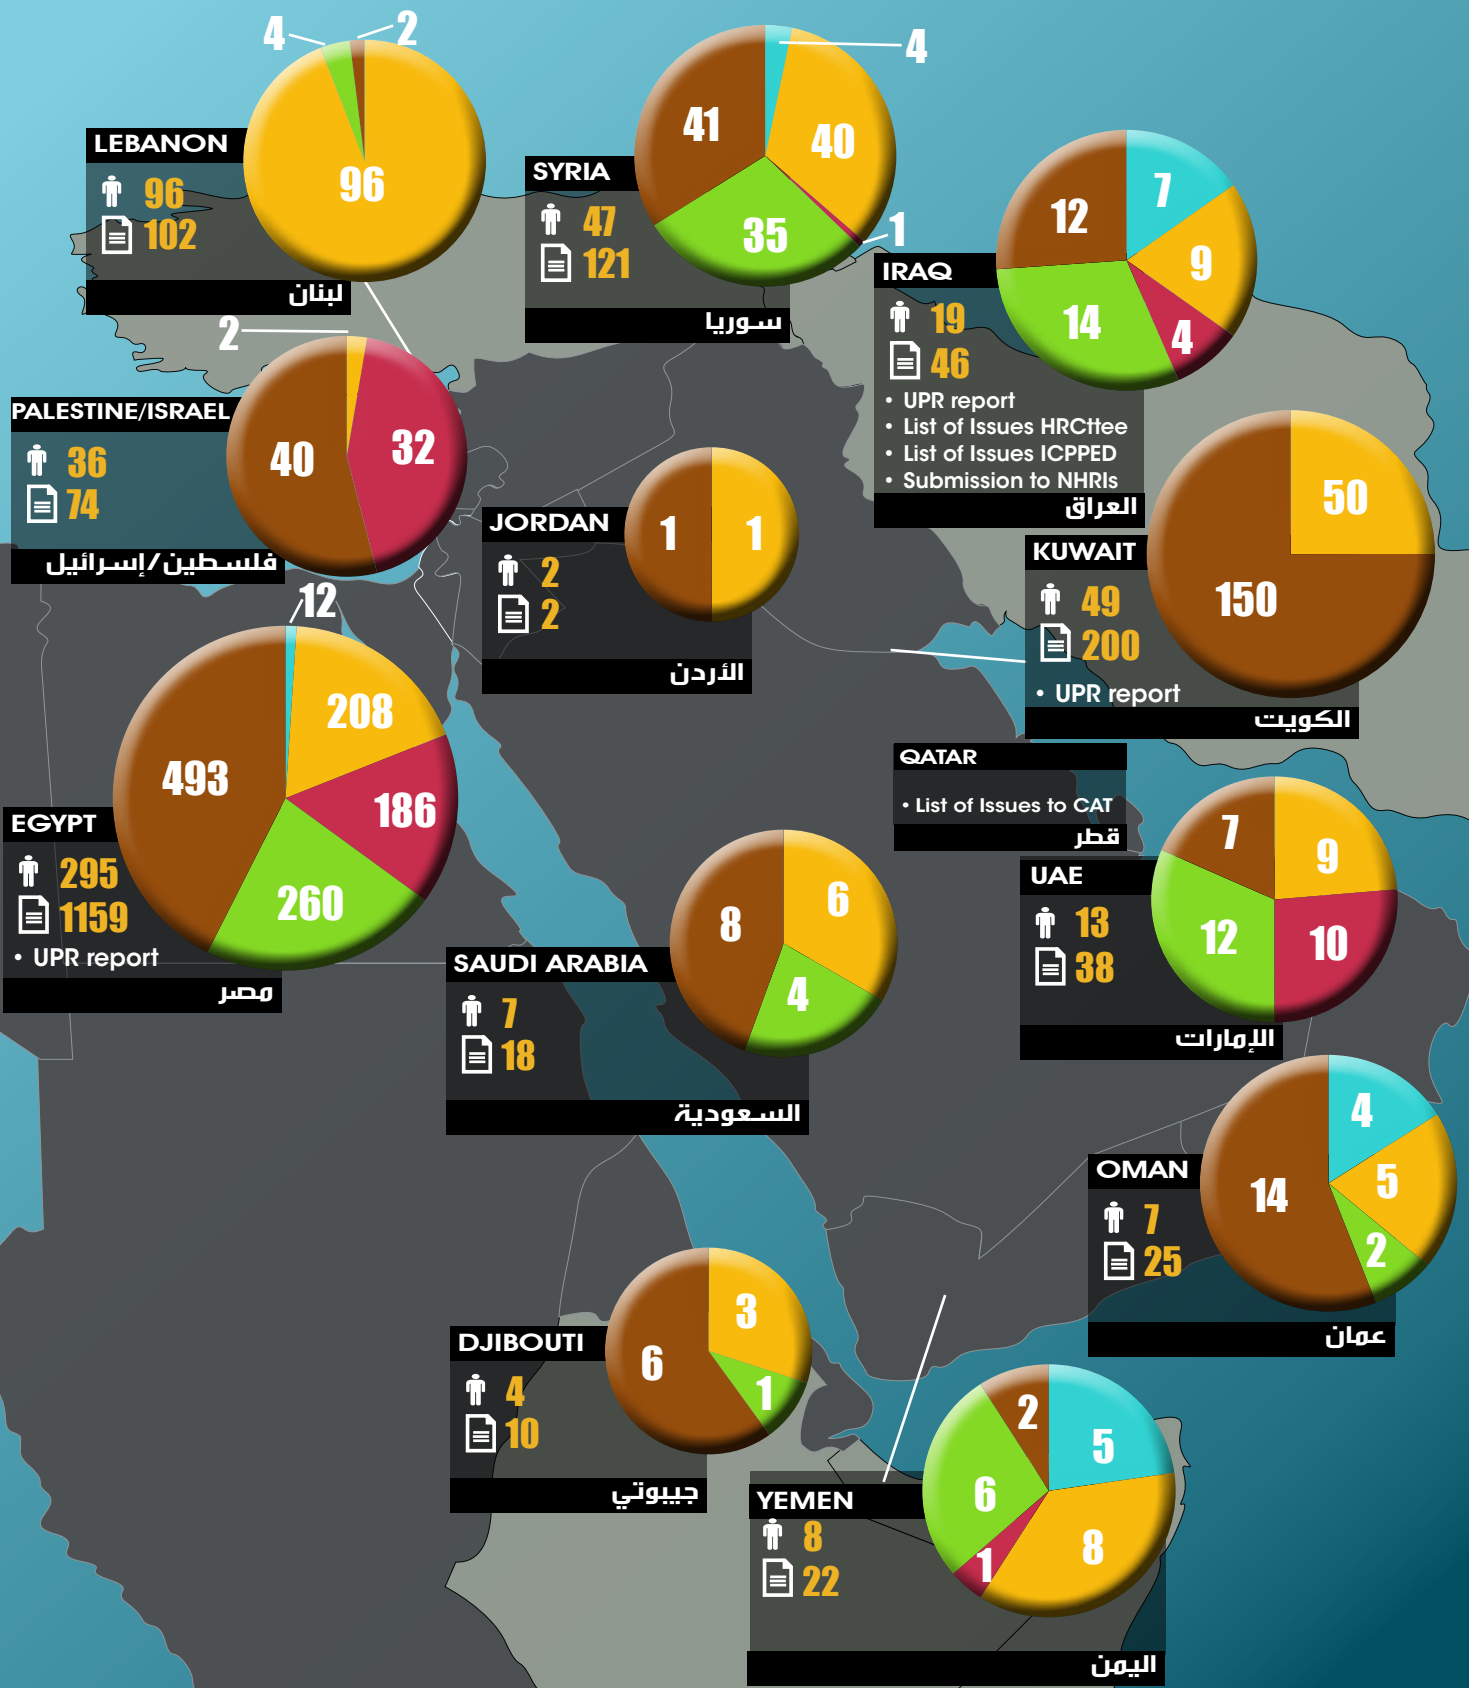 4
2
LEBANON
96
102
96
لبنان
SYRIA
47
121
4
41
40
35
1
سوريا
IRAQ
19
46
• UPR report
• List of Issues HRCttee
• List of Issues ICPPED
• Submission to NHRIs
7
12
9
14
4
العراق
2
PALESTINE/ISRAEL
36
74
40
32
فلسطين/إسرائيل
JORDAN
2
2
1
1
الأردن
KUWAIT
49
200
• UPR report
50
150
الكويت
12
EGYPT
295
1159
• UPR report
208
493
186
260
مصر
QATAR
• List of Issues to CAT
قطر
UAE
13
38
7
9
12
10
الإمارات
SAUDI ARABIA
7
18
8
6
4
السعودية
OMAN
7
25
4
5
14
2
عمان
DJIBOUTI
4
10
3
6
1
جيبوتي
YEMEN
8
22
2
5
6
1
8
اليمن